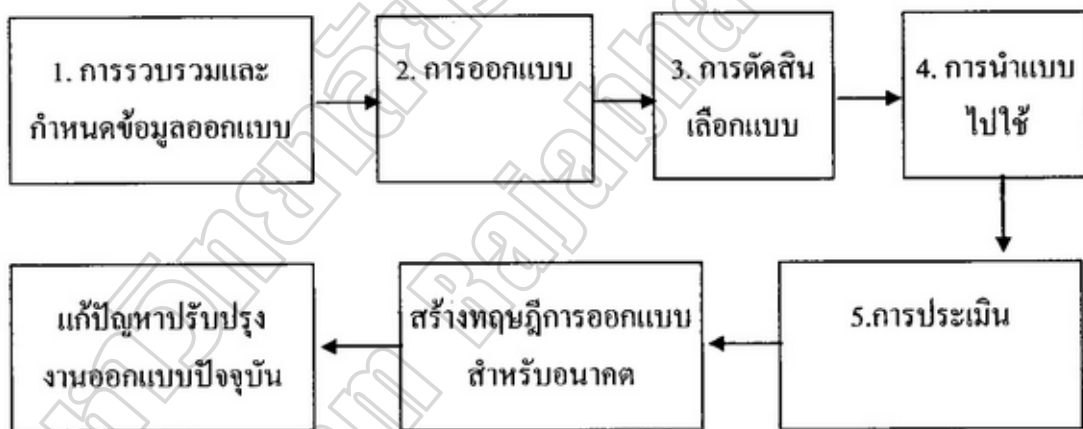 1. การรวบรวมและ
กำหนดข้อมูลออกแบบ
2. การออกแบบ
3. การตัดสิน
เลือกแบบ
4. การนำแบบ
ไปใช้
5.การประเมิน
สร้างทฤษฎีการออกแบบ
สำหรับอนาคต
แก้ปัญหาปรับปรุง
งานออกแบบปัจจุบัน